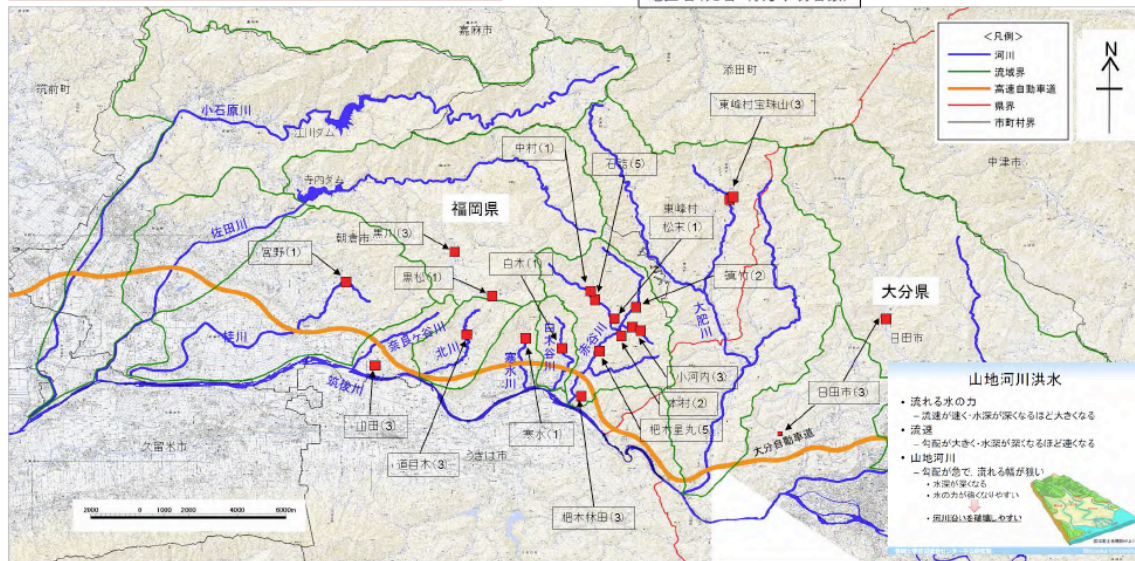 <凡例>
河川
流域界
高速自動車道
県界
市町村界
N
嘉麻市
筑前町
添田町
中津市
小石原川
江川ダム
寺内ダム
東峰村宝珠山(3)
中村(1)
石詰(5)
福岡県
東峰村
松末(1)
佐田川
朝倉市
黒川(3)
宮野(1)
黒松(1)
白木(1)
真竹(2)
大分県
日田市
大肥川
赤谷川
桂川
奈良ヶ谷川
北川
寒水川
白木谷川
筑後川
小河内(3)
本村(2)
杷木星丸(5)
日田市(3)
山田(3)
寒水(1)
道目木(3)
久留米市
うきは市
杷木林田(3)
大分自動車道
2000 0 2000 4000 6000m
山地河川洪水
• 流れる水の力
– 流速が速く・水深が深くなるほど大きくなる
• 流速
– 勾配が大きく・水深が深くなるほど速くなる
• 山地河川
– 勾配が急で、流れる幅が狭い
• 水深が深くなる
• 水の力が強くなりやすい
• 河川沿いを破壊しやすい